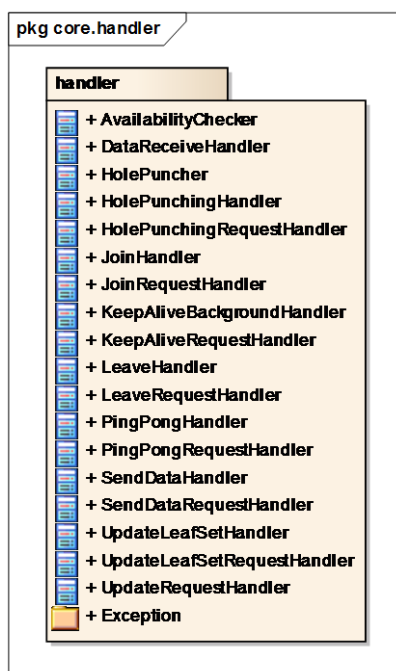 pkg core.handler
handler
+ AvailabilityChecker
+ DataReceiveHandler
+ HolePuncher
+ HolePunchingHandler
+ HolePunchingRequestHandler
+ JoinHandler
+ JoinRequestHandler
+ KeepAliveBackgroundHandler
+ KeepAliveRequestHandler
+ LeaveHandler
+ LeaveRequestHandler
+ PingPongHandler
+ PingPongRequestHandler
+ SendDataHandler
+ SendDataRequestHandler
+ UpdateLeafSetHandler
+ UpdateLeafSetRequestHandler
+ UpdateRequestHandler
+ Exception